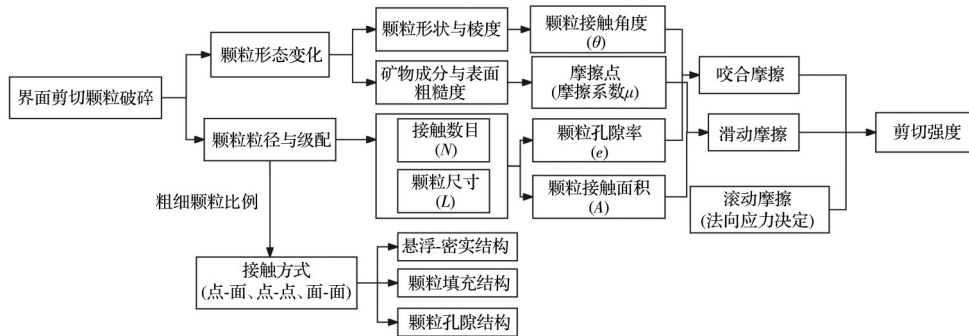 界面剪切颗粒破碎
颗粒形态变化
颗粒粒径与级配
粗细颗粒比例
接触方式
(点-面、点-点、面-面)
颗粒形状与棱度
矿物成分与表面
粗糙度
接触数目
(N)
颗粒尺寸
(L)
悬浮-密实结构
颗粒填充结构
颗粒孔隙结构
颗粒接触角度
(θ)
摩擦点
(摩擦系数μ)
颗粒孔隙率
(e)
颗粒接触面积
(A)
咬合摩擦
滑动摩擦
滚动摩擦
(法向应力决定)
剪切强度